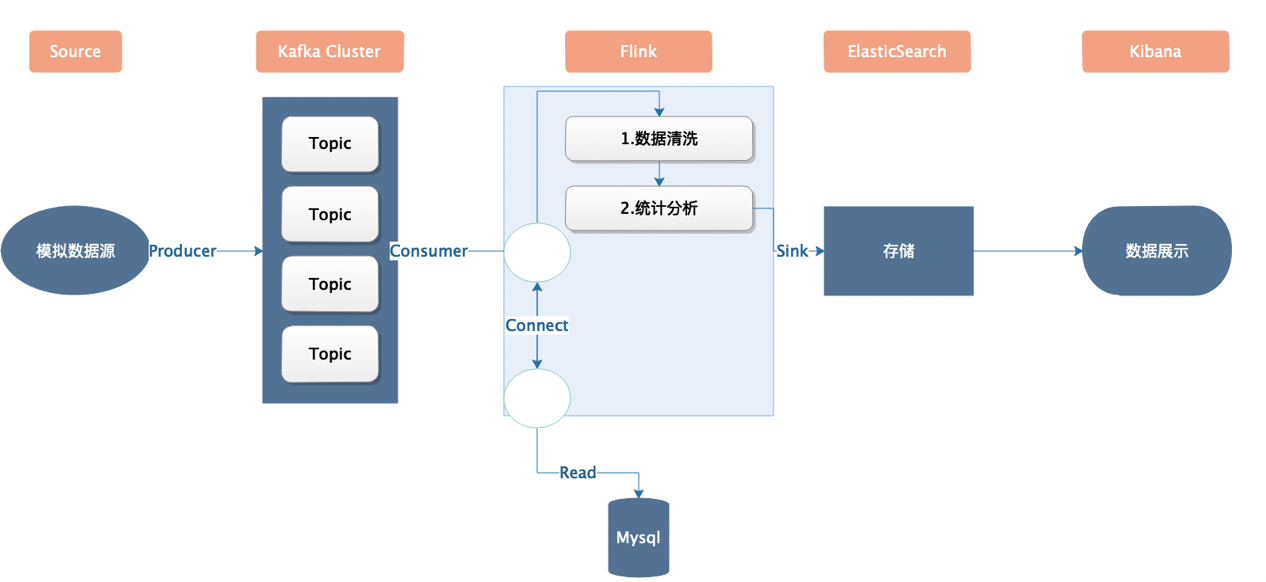 Source
Kafka Cluster
Flink
ElasticSearch
Kibana
模拟数据源
Producer
Topic
Topic
Topic
Topic
Consumer
1.数据清洗
2.统计分析
Connect
Sink
存储
数据展示
Read
Mysql